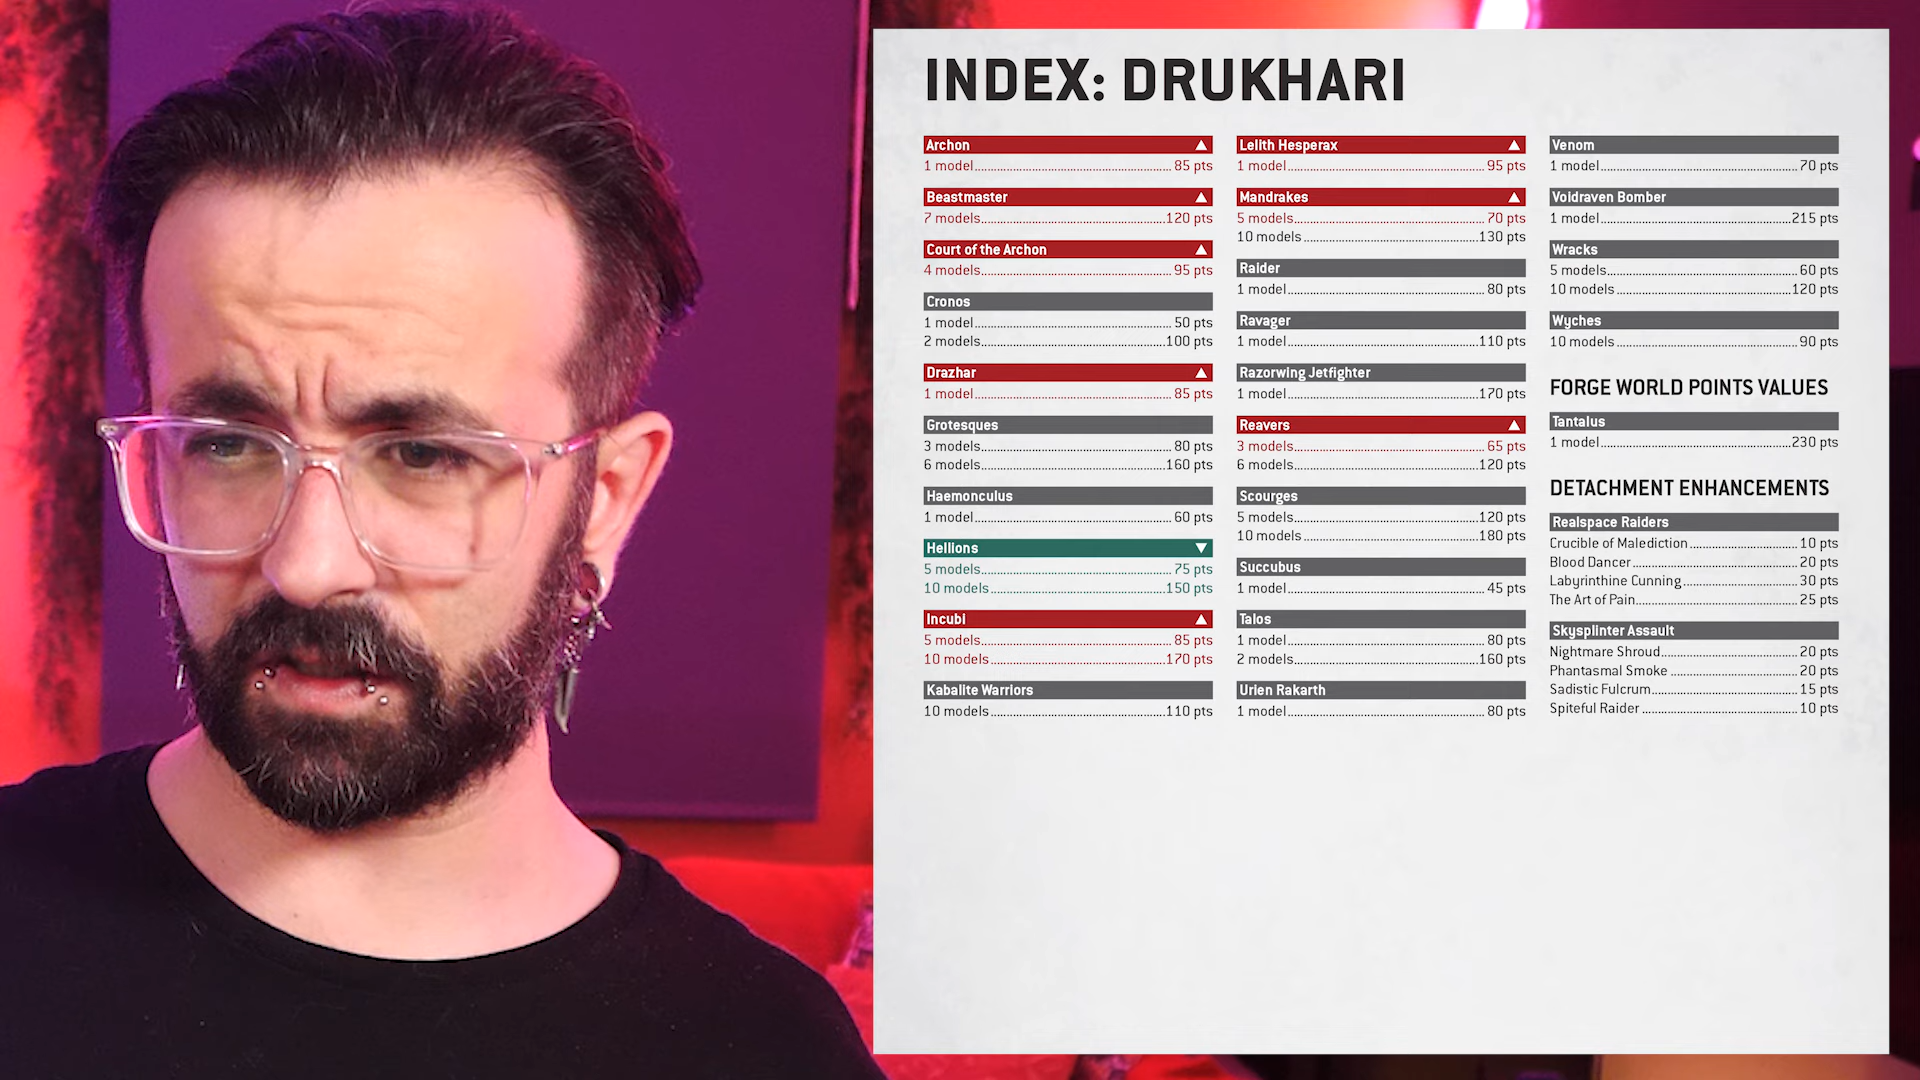 INDEX: DRUKHARI
Archon ▲
1 model 85 pts
Beastmaster ▲
7 models 120 pts
Court of the Archon ▲
4 models 95 pts
Cronos
1 model 50 pts
2 models 100 pts
Drazhar ▲
1 model 85 pts
Grotesques
3 models 80 pts
6 models 160 pts
Haemonculus
1 model 60 pts
Hellions ▼
5 models 75 pts
10 models 150 pts
Incubi ▲
5 models 85 pts
10 models 170 pts
Kabalite Warriors
10 models 110 pts
Lelith Hesperax ▲
1 model 95 pts
Mandrakes ▲
5 models 70 pts
10 models 130 pts
Raider
1 model 80 pts
Ravager
1 model 110 pts
Razorwing Jetfighter
1 model 170 pts
Reavers ▲
3 models 65 pts
6 models 120 pts
Scourges
5 models 120 pts
10 models 180 pts
Succubus
1 model 45 pts
Talos
1 model 80 pts
2 models 160 pts
Urien Rakarth
1 model 80 pts
Venom
1 model 70 pts
Voidraven Bomber
1 model 215 pts
Wracks
5 models 60 pts
10 models 120 pts
Wyches
10 models 90 pts
FORGE WORLD POINTS VALUES
Tantalus
1 model 230 pts
DETACHMENT ENHANCEMENTS
Realspace Raiders
Crucible of Malediction 10 pts
Blood Dancer 20 pts
Labyrinthine Cunning 30 pts
The Art of Pain 25 pts
Skysplinter Assault
Nightmare Shroud 20 pts
Phantasmal Smoke 20 pts
Sadistic Fulcrum 15 pts
Spiteful Raider 10 pts